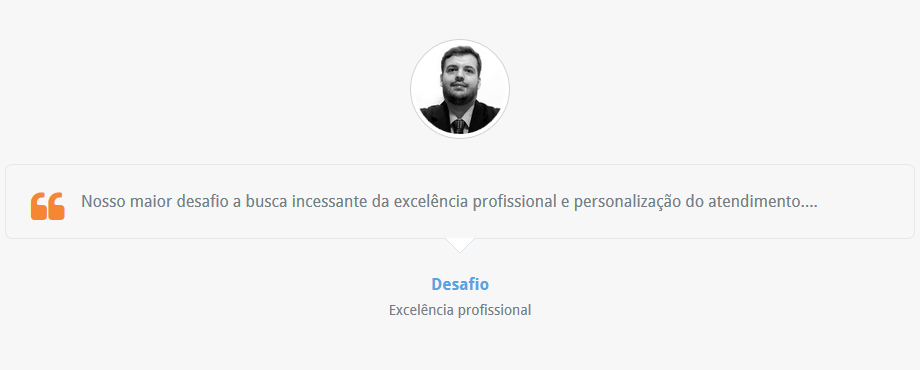 Nosso maior desafio a busca incessante da excelência profissional e personalização do atendimento....
Desafio
Excelência profissional